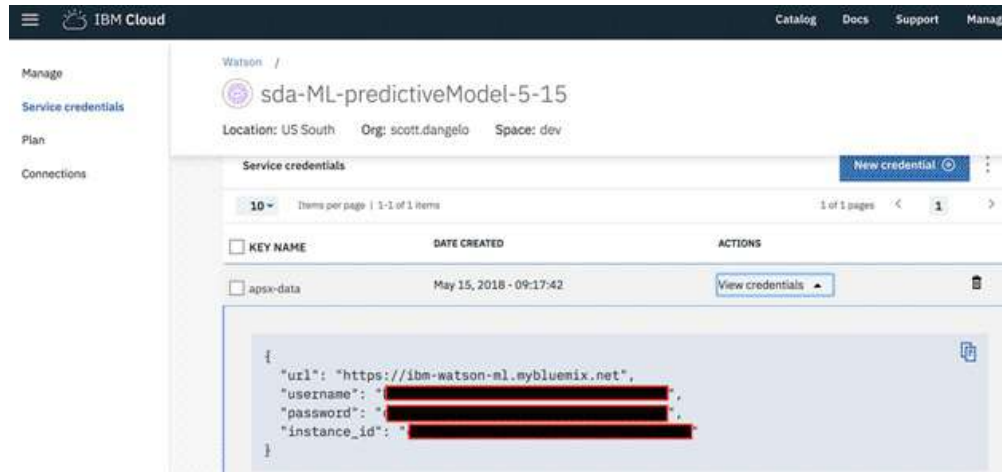 IBM Cloud Catalog Docs Support Manag
Manage
Service credentials
Plan
Connections
Watson /
sda-ML-predictiveModel-5-15
Location: US South Org: scott.dangelo Space: dev
Service credentials New credential
10 Items per page | 1-1 of 1 items 1 of 1 pages < 1 >
KEY NAME DATE CREATED ACTIONS
apsx-data May 15, 2018 - 09:17:42 View credentials
{
"url": "https://ibm-watson-ml.mybluemix.net",
"username": " ",
"password": " ",
"instance_id": " "
}